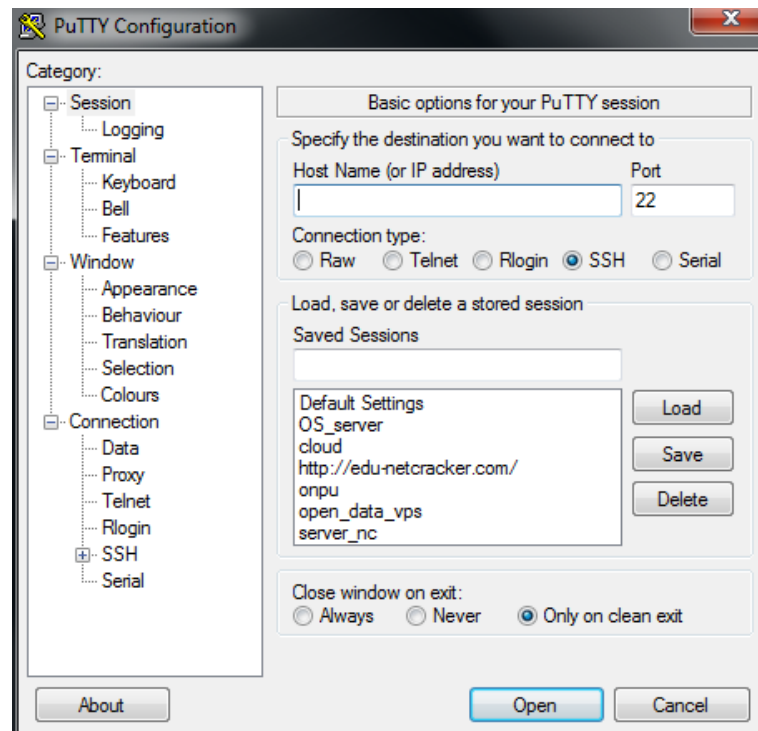 PuTTY Configuration
x
Category:
Session
Logging
Terminal
Keyboard
Bell
Features
Window
Appearance
Behaviour
Translation
Selection
Colours
Connection
Data
Proxy
Telnet
Rlogin
SSH
Serial
Basic options for your PuTTY session
Specify the destination you want to connect to
Host Name (or IP address) Port
22
Connection type:
Raw Telnet Rlogin SSH Serial
Load, save or delete a stored session
Saved Sessions
Default Settings
OS_server
cloud
http://edu-netcracker.com/
onpu
open_data_vps
server_nc
Load
Save
Delete
Close window on exit:
Always Never Only on clean exit
About Open Cancel